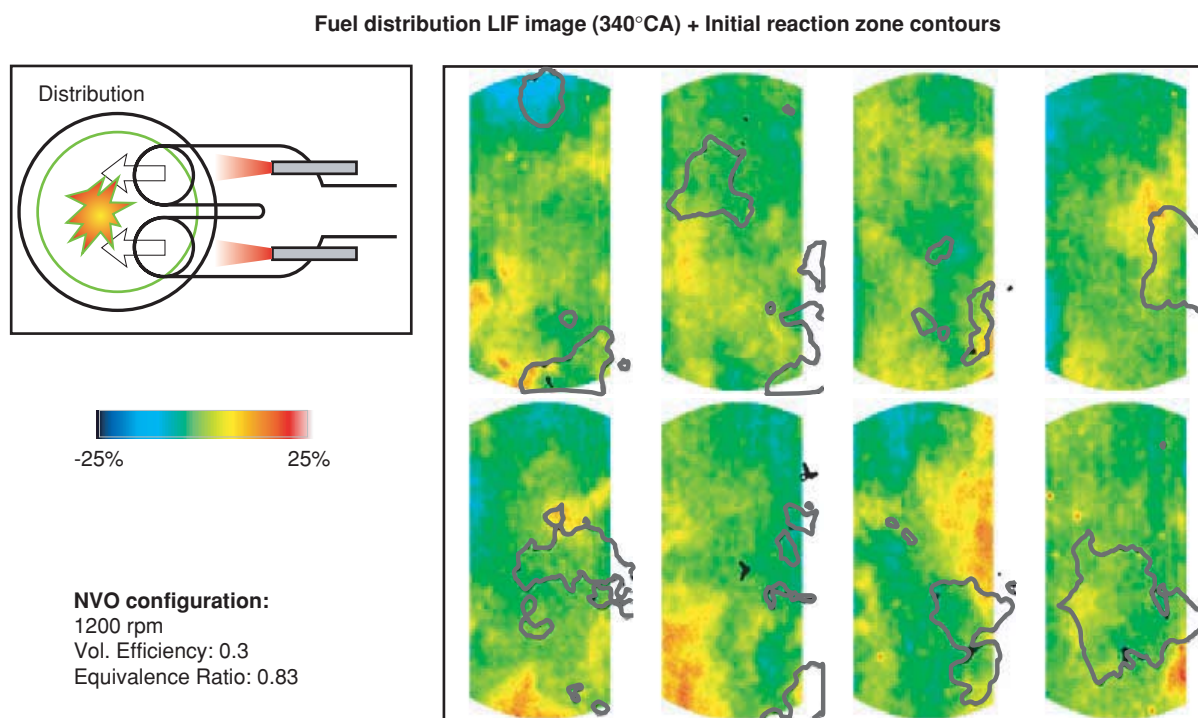 Fuel distribution LIF image (340°CA) + Initial reaction zone contours
Distribution
-25%
25%
NVO configuration:
1200 rpm
Vol. Efficiency: 0.3
Equivalence Ratio: 0.83